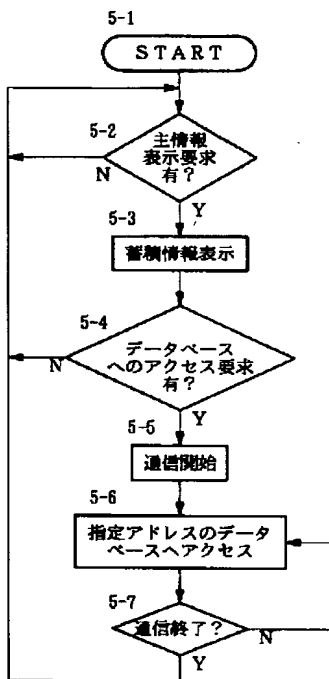 5-1
START
5-2
主情報
表示要求
有？
N
Y
5-3
蓄積情報表示
5-4
データベース
へのアクセス要求
有？
N
Y
5-5
通信開始
5-6
指定アドレスのデータ
ベースへアクセス
5-7
通信終了？
N
Y